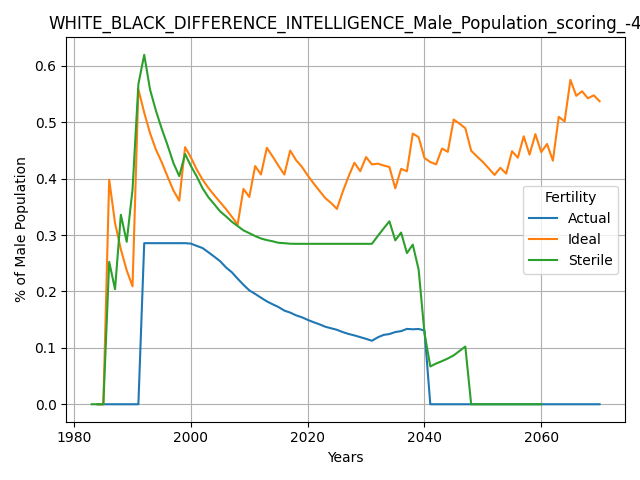 WHITE_BLACK_DIFFERENCE_INTELLIGENCE_Male_Population_scoring_-4
% of Male Population
0.6
0.5
0.4
0.3
0.2
0.1
0.0
Fertility
Actual
Ideal
Sterile
1980
2000
2020
2040
2060
Years